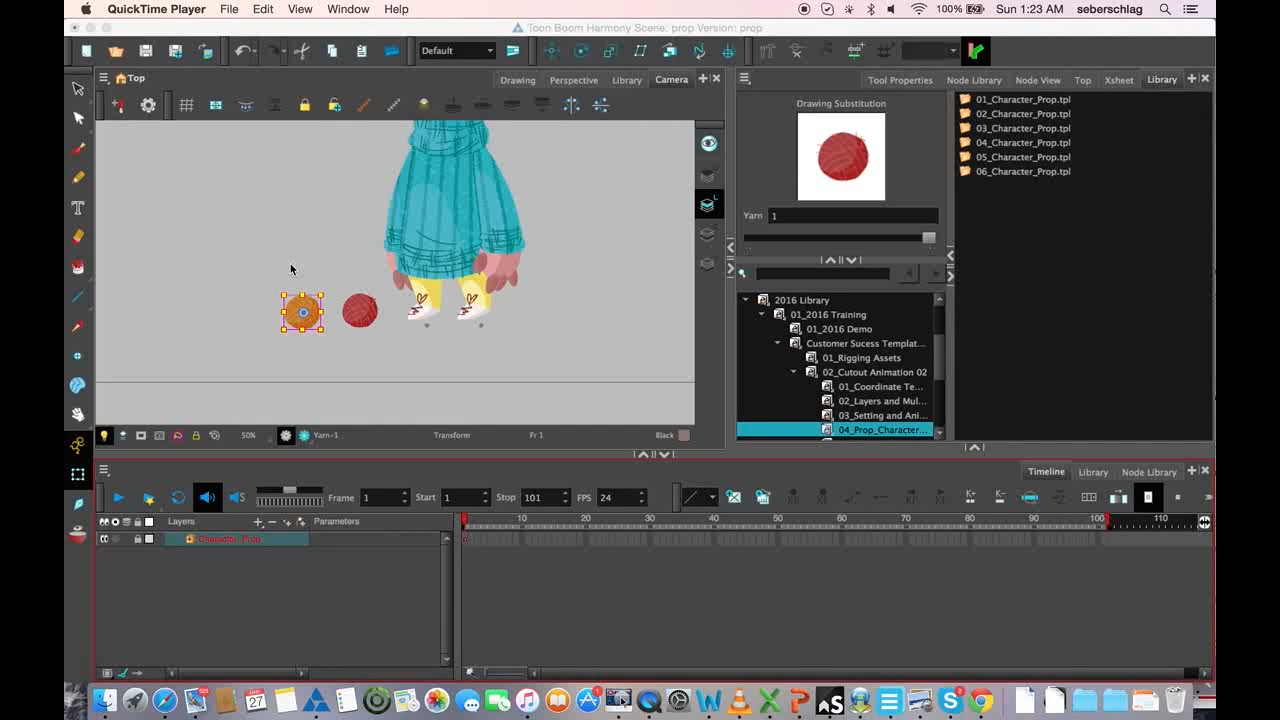 QuickTime Player File Edit View Window Help 100% Sun 1:23 AM seberschlag
Toon Boom Harmony Scene: prop Version: prop
Default
Top Drawing Perspective Library Camera Tool Properties Node Library Node View Top Xsheet Library
Drawing Substitution
Yarn 1
01_Character_Prop.tpl
02_Character_Prop.tpl
03_Character_Prop.tpl
04_Character_Prop.tpl
05_Character_Prop.tpl
06_Character_Prop.tpl
2016 Library
01_2016 Training
01_2016 Demo
Customer Sucess Templat...
01_Rigging Assets
02_Cutout Animation 02
01_Coordinate Te...
02_Layers and Mul...
03_Setting and Ani...
04_Prop_Character...
50% Yarn-1 Transform Fr 1 Black
Timeline Library Node Library
Frame 1 Start 1 Stop 101 FPS 24
Layers Parameters 10 20 30 40 50 60 70 80 90 100 110
Character_Prop